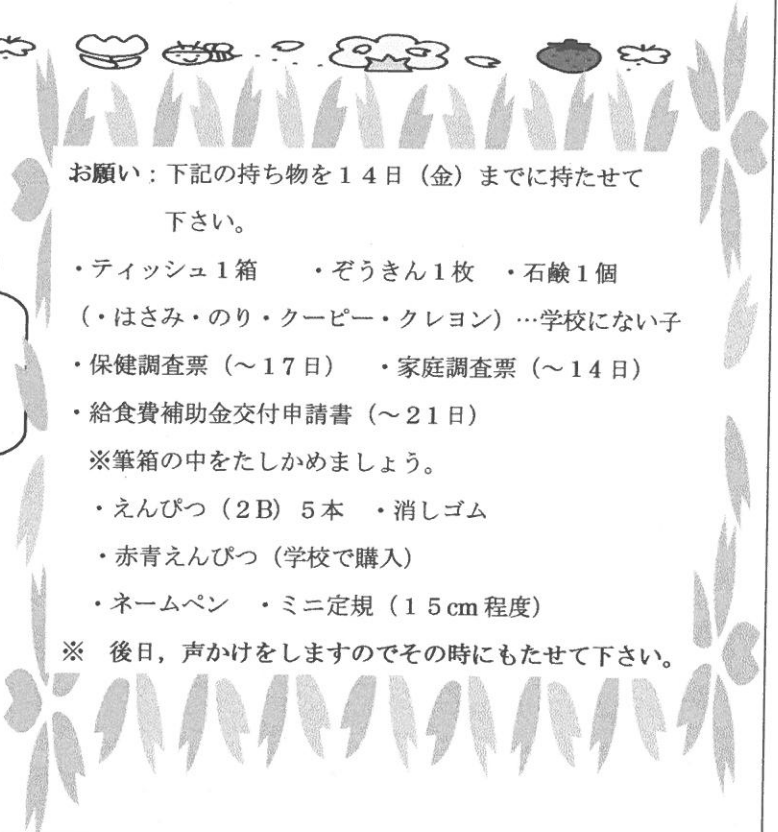 お願い：下記の持ち物を１４日（金）までに持たせて
下さい。
・ティッシュ１箱　　・ぞうきん１枚　・石鹸１個
（・はさみ・のり・クーピー・クレヨン）…学校にない子
・保健調査票（～１７日）　・家庭調査票（～１４日）
・給食費補助金交付申請書（～２１日）
※筆箱の中をたしかめましょう。
・えんぴつ（２B）５本　・消しゴム
・赤青えんぴつ（学校で購入）
・ネームペン　・ミニ定規（１５cm 程度）
※　後日，声かけをしますのでその時にもたせて下さい。